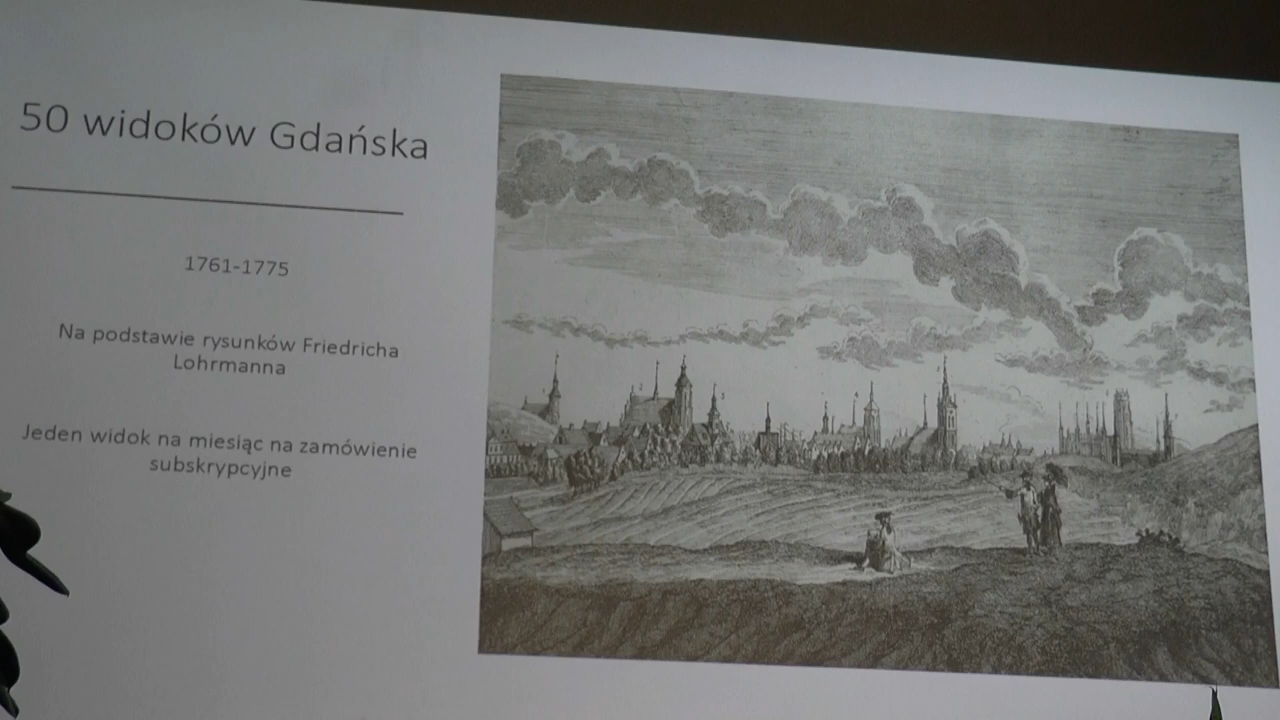 50 widoków Gdańska
1761-1775
Na podstawie rysunków Friedricha
Lohrmanna
Jeden widok na miesiąc na zamówienie
subskrypcyjne